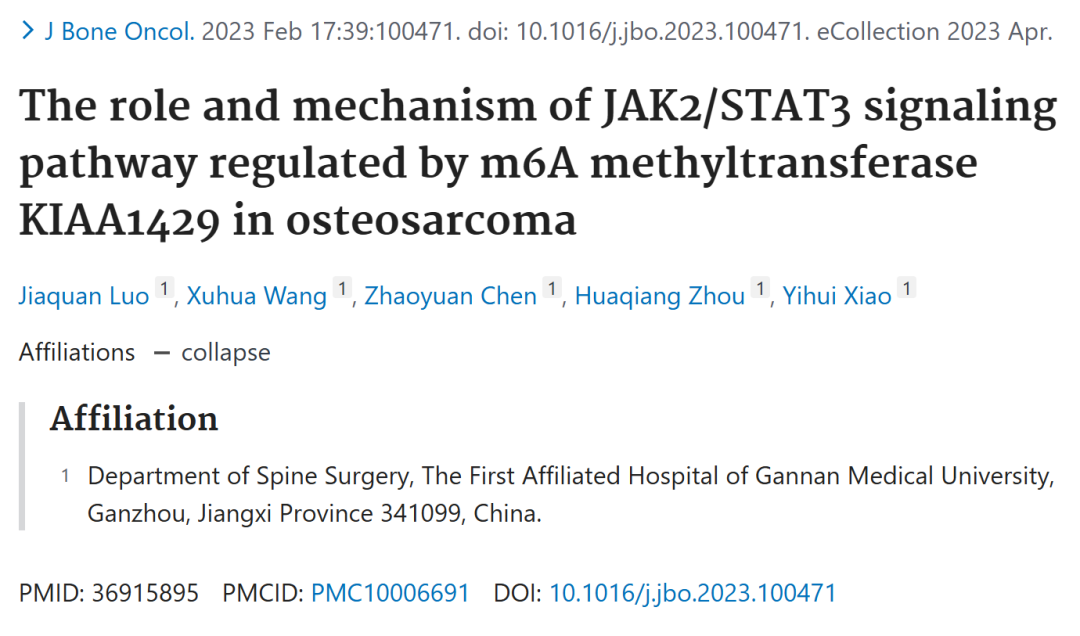 > J Bone Oncol. 2023 Feb 17:39:100471. doi: 10.1016/j.jbo.2023.100471. eCollection 2023 Apr.
The role and mechanism of JAK2/STAT3 signaling
pathway regulated by m6A methyltransferase
KIAA1429 in osteosarcoma
Jiaquan Luo 1, Xuhua Wang 1, Zhaoyuan Chen 1, Huaqiang Zhou 1, Yihui Xiao 1
Affiliations — collapse
Affiliation
1 Department of Spine Surgery, The First Affiliated Hospital of Gannan Medical University,
Ganzhou, Jiangxi Province 341099, China.
PMID: 36915895 PMCID: PMC10006691 DOI: 10.1016/j.jbo.2023.100471